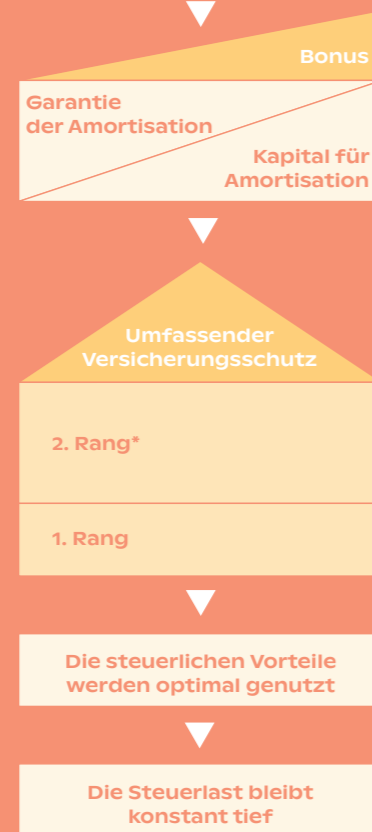 Bonus
Garantie
der Amortisation
Kapital für
Amortisation
Umfassender
Versicherungsschutz
2. Rang*
1. Rang
Die steuerlichen Vorteile
werden optimal genutzt
Die Steuerlast bleibt
konstant tief